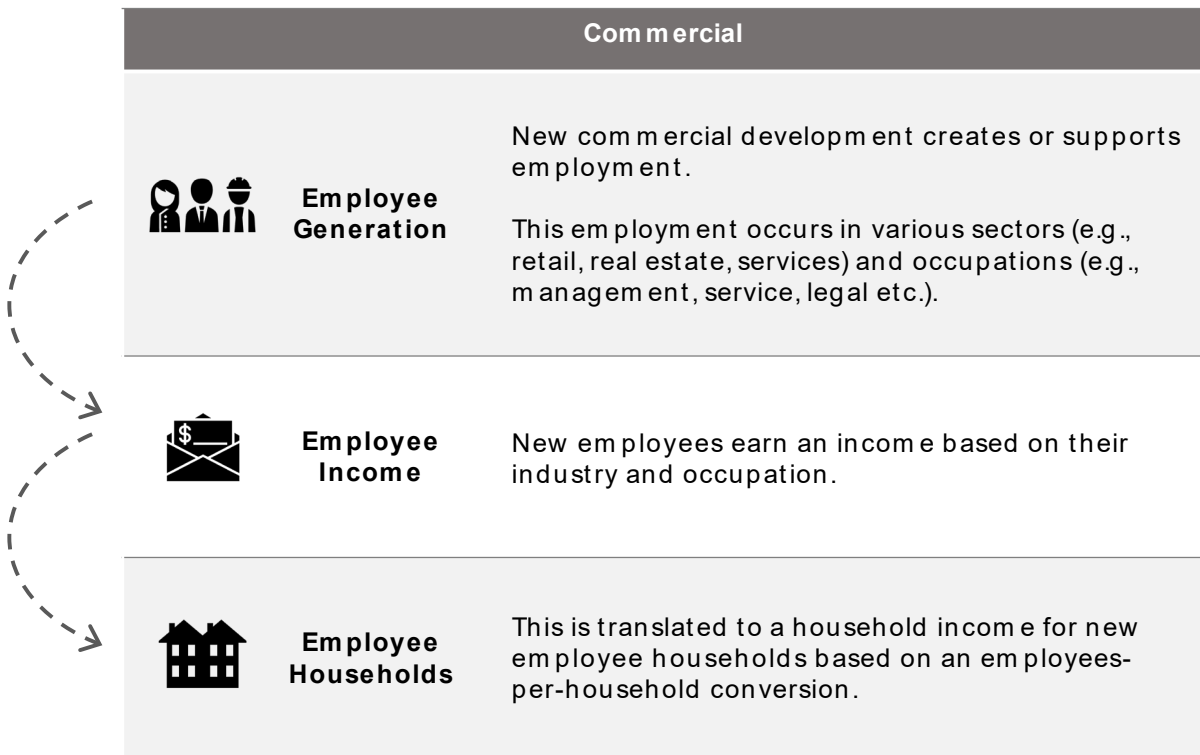 Commercial
Employee
Generation
New commercial development creates or supports
employment.
This employment occurs in various sectors (e.g.,
retail, real estate, services) and occupations (e.g.,
management, service, legal etc.).
$
Employee
Income
New employees earn an income based on their
industry and occupation.
Employee
Households
This is translated to a household income for new
employee households based on an employees-
per-household conversion.